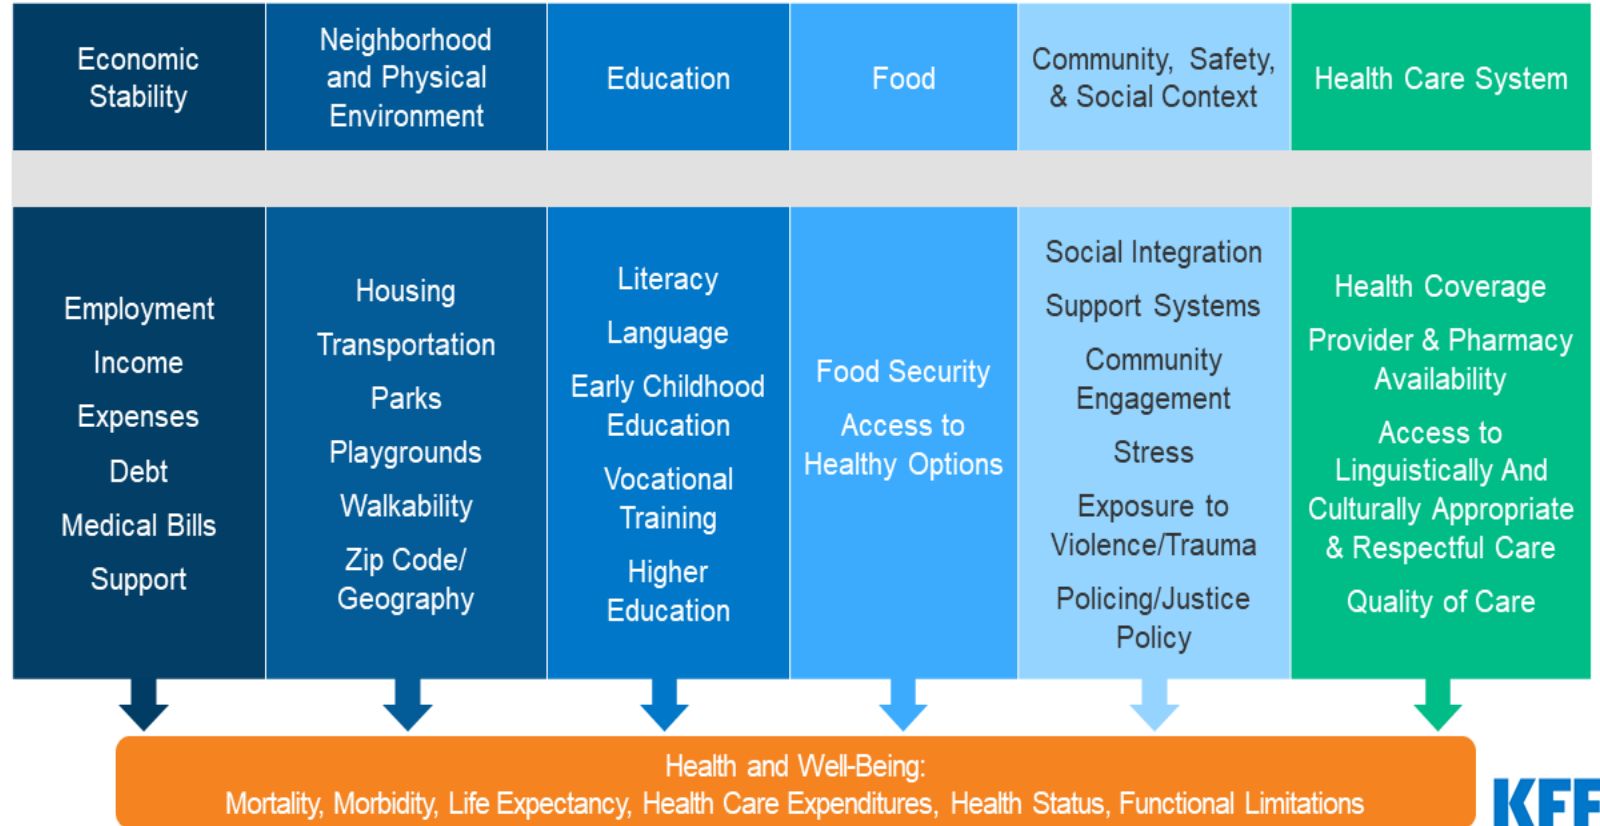 Economic
Stability
Neighborhood
and Physical
Environment
Education
Food
Community, Safety,
& Social Context
Health Care System
Employment
Income
Expenses
Debt
Medical Bills
Support
Housing
Transportation
Parks
Playgrounds
Walkability
Zip Code/
Geography
Literacy
Language
Early Childhood
Education
Vocational
Training
Higher
Education
Food Security
Access to
Healthy Options
Social Integration
Support Systems
Community
Engagement
Stress
Exposure to
Violence/Trauma
Policing/Justice
Policy
Health Coverage
Provider & Pharmacy
Availability
Access to
Linguistically And
Culturally Appropriate
& Respectful Care
Quality of Care
Health and Well-Being:
Mortality, Morbidity, Life Expectancy, Health Care Expenditures, Health Status, Functional Limitations
KFF